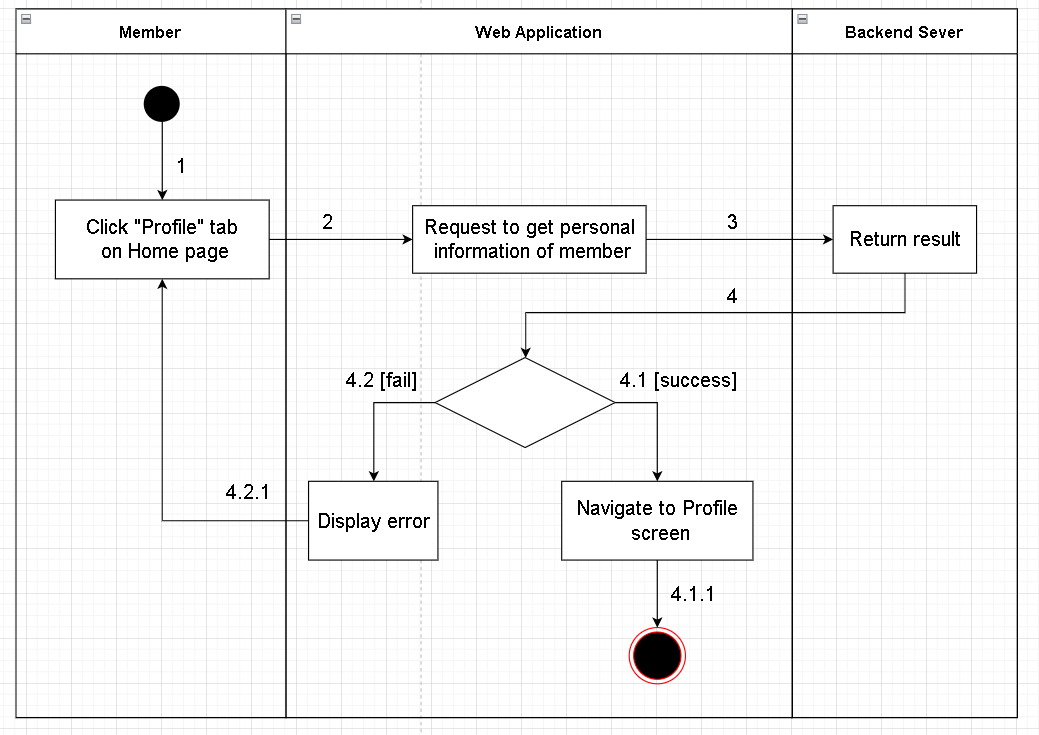 Member
Web Application
Backend Sever
1
Click "Profile" tab
on Home page
2
Request to get personal
information of member
3
Return result
4
4.2 [fail]
4.1 [success]
4.2.1
Display error
Navigate to Profile
screen
4.1.1